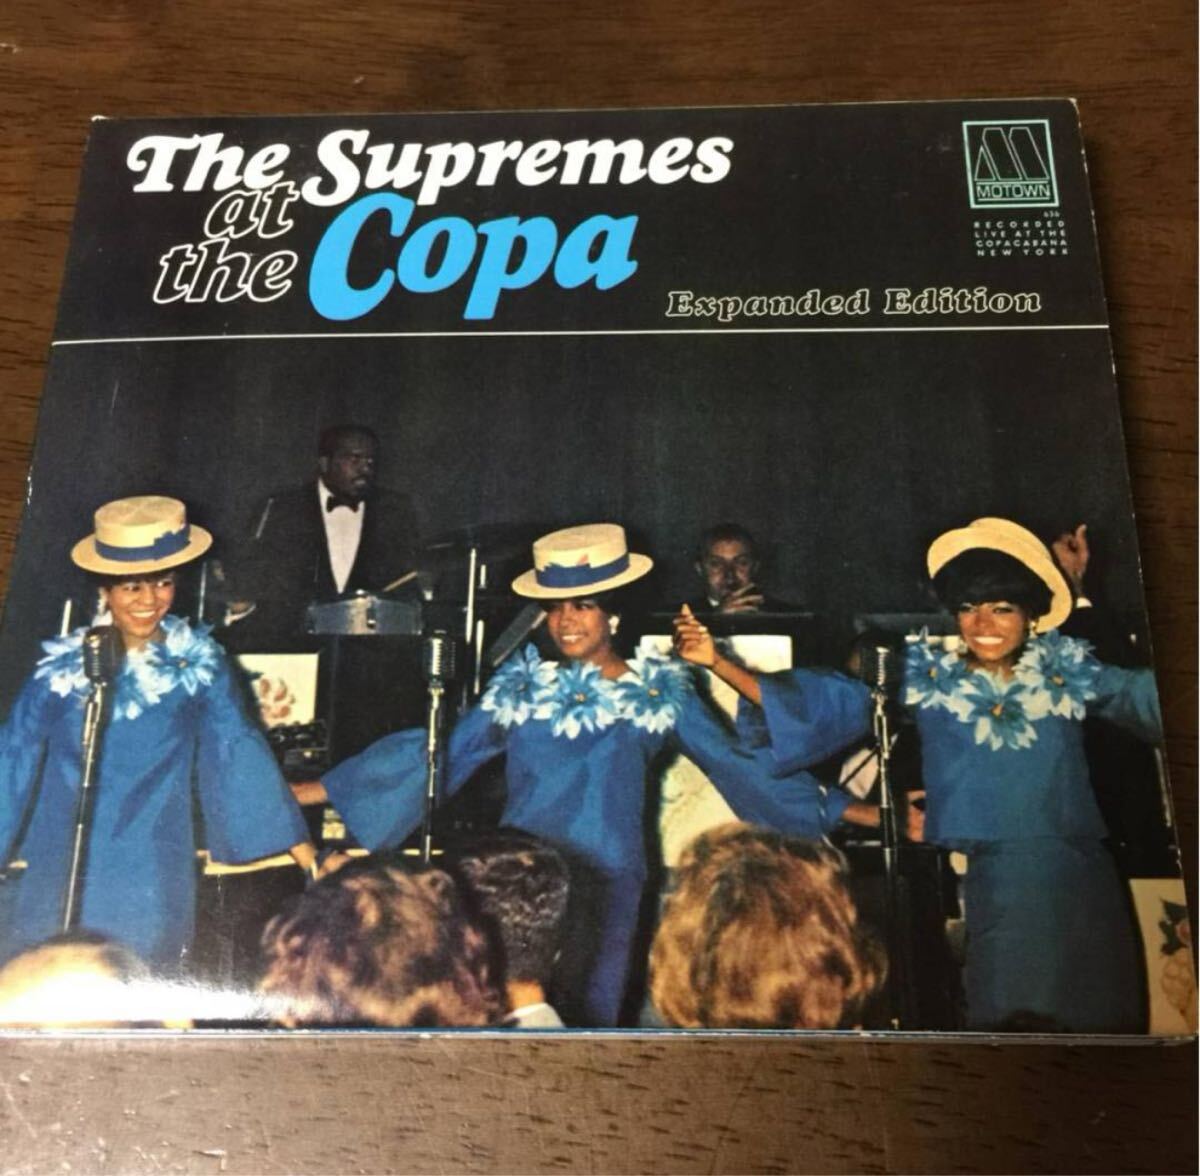 The Supremes
at
the Copa
Expanded Edition
MOTOWN
636
RECORDED
LIVE AT THE
COPACABANA
NEW YORK